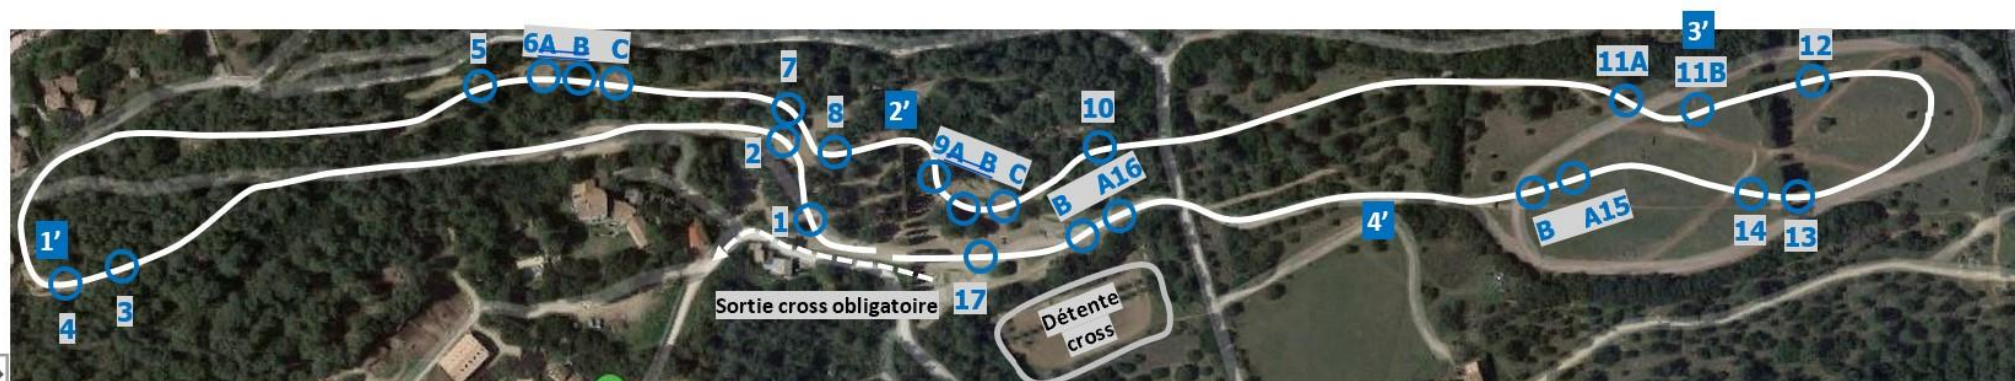 3’
5
6A B C
12
7
11A
11B
8
2’
10
2
9A B C
A16
B
1
1’
4’
A15
B
14
13
3
4
Sortie cross obligatoire
17
Détente
cross